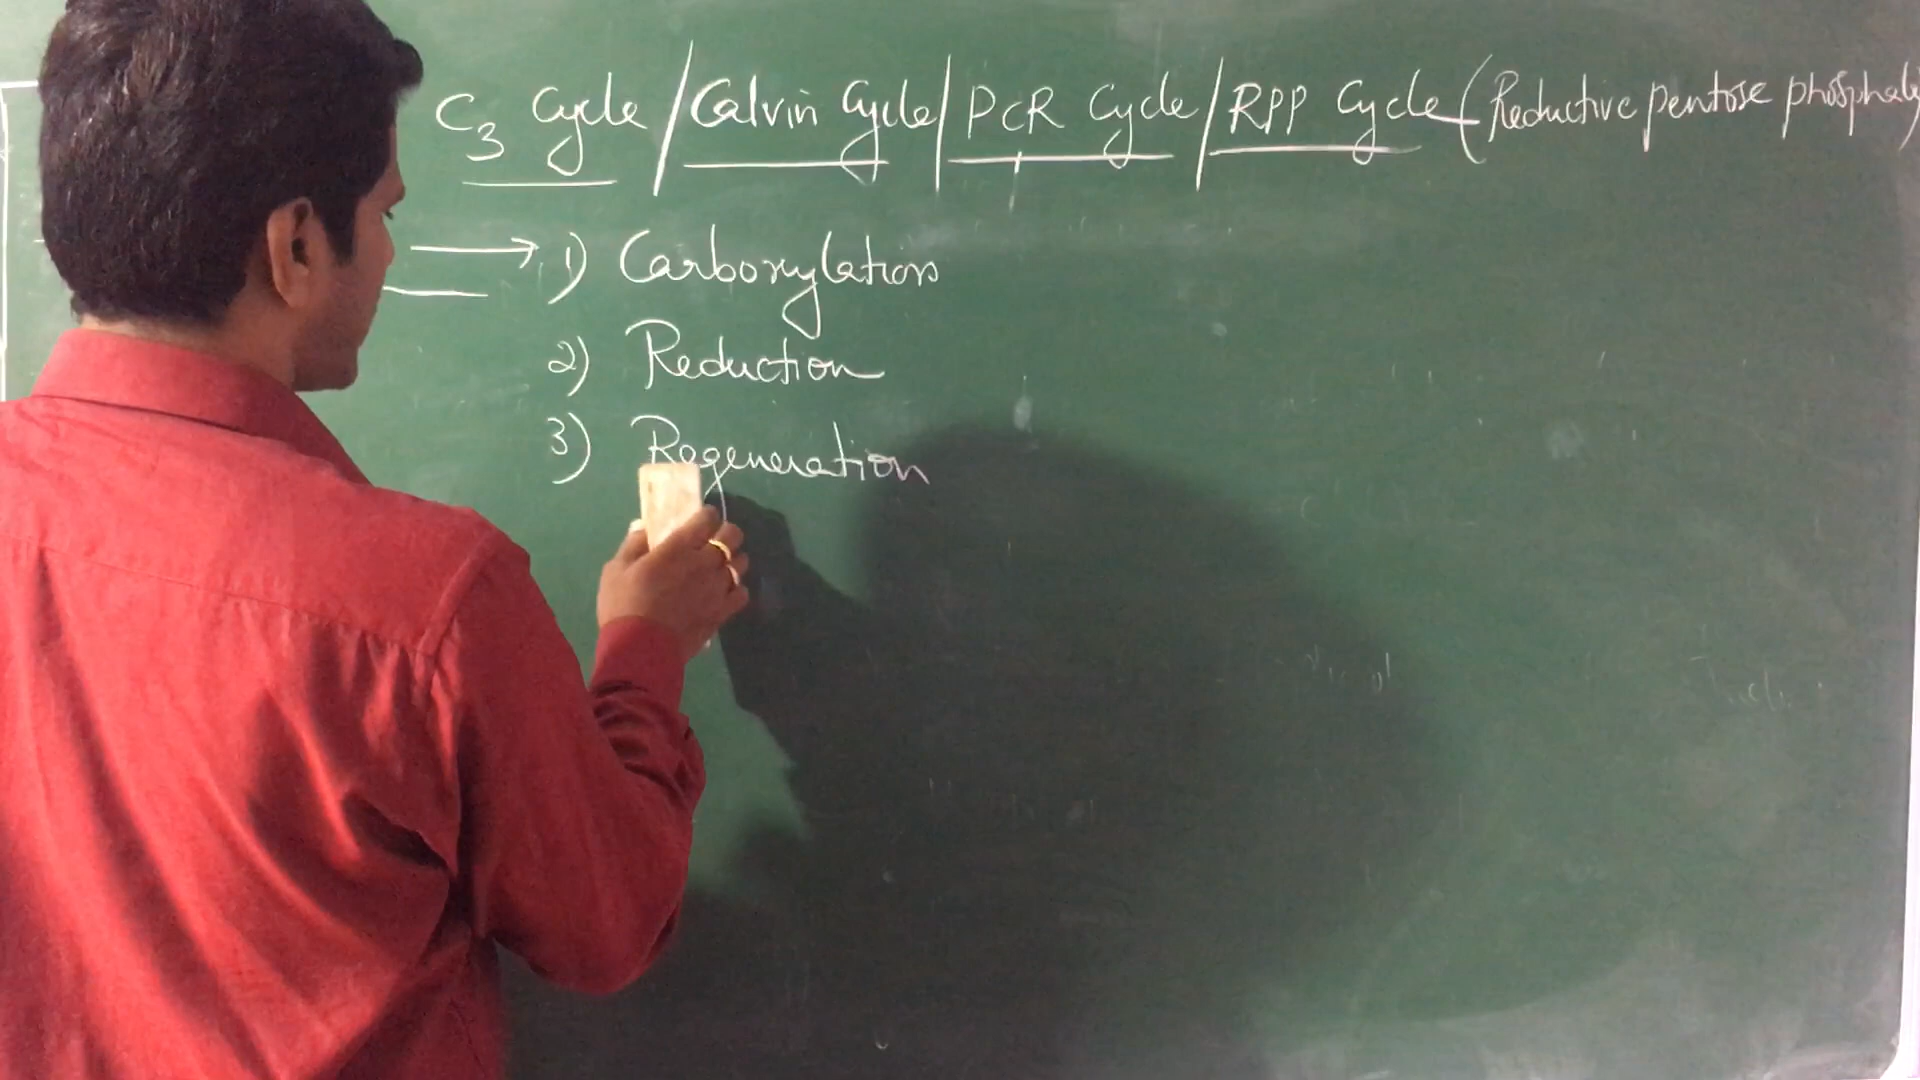 C3 Cycle / Calvin Cycle / PCR Cycle / RPP Cycle (Reductive pentose phosphate)
1) Carboxylation
2) Reduction
3) Regeneration